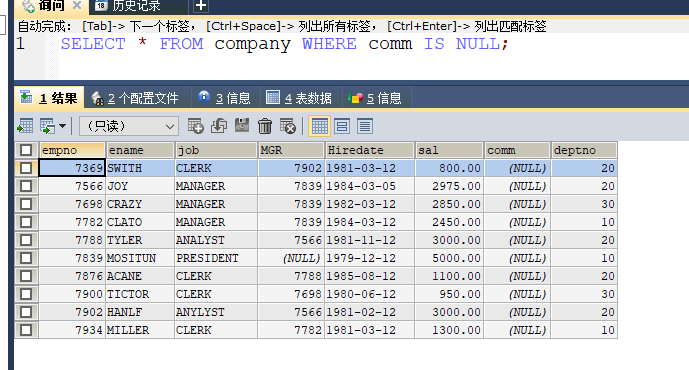 询问 历史记录
自动完成： [Tab]-> 下一个标签， [Ctrl+Space]-> 列出所有标签， [Ctrl+Enter]-> 列出匹配标签
1 SELECT * FROM company WHERE comm IS NULL;
1 结果 2 个配置文件 3 信息 4 表数据 5 信息
(只读)
empno ename job MGR Hiredate sal comm deptno
7369 SWITH CLERK 7902 1981-03-12 800.00 (NULL) 20
7566 JOY MANAGER 7839 1984-03-05 2975.00 (NULL) 20
7698 CRAZY MANAGER 7839 1982-03-12 2850.00 (NULL) 30
7782 CLATO MANAGER 7839 1984-03-12 2450.00 (NULL) 10
7788 TYLER ANALYST 7566 1981-11-12 3000.00 (NULL) 20
7839 MOSITUN PRESIDENT (NULL) 1979-12-12 5000.00 (NULL) 10
7876 ACANE CLERK 7788 1985-08-12 1100.00 (NULL) 20
7900 TICTOR CLERK 7698 1980-06-12 950.00 (NULL) 30
7902 HANLF ANYLYST 7566 1981-02-12 3000.00 (NULL) 20
7934 MILLER CLERK 7782 1981-03-12 1300.00 (NULL) 10